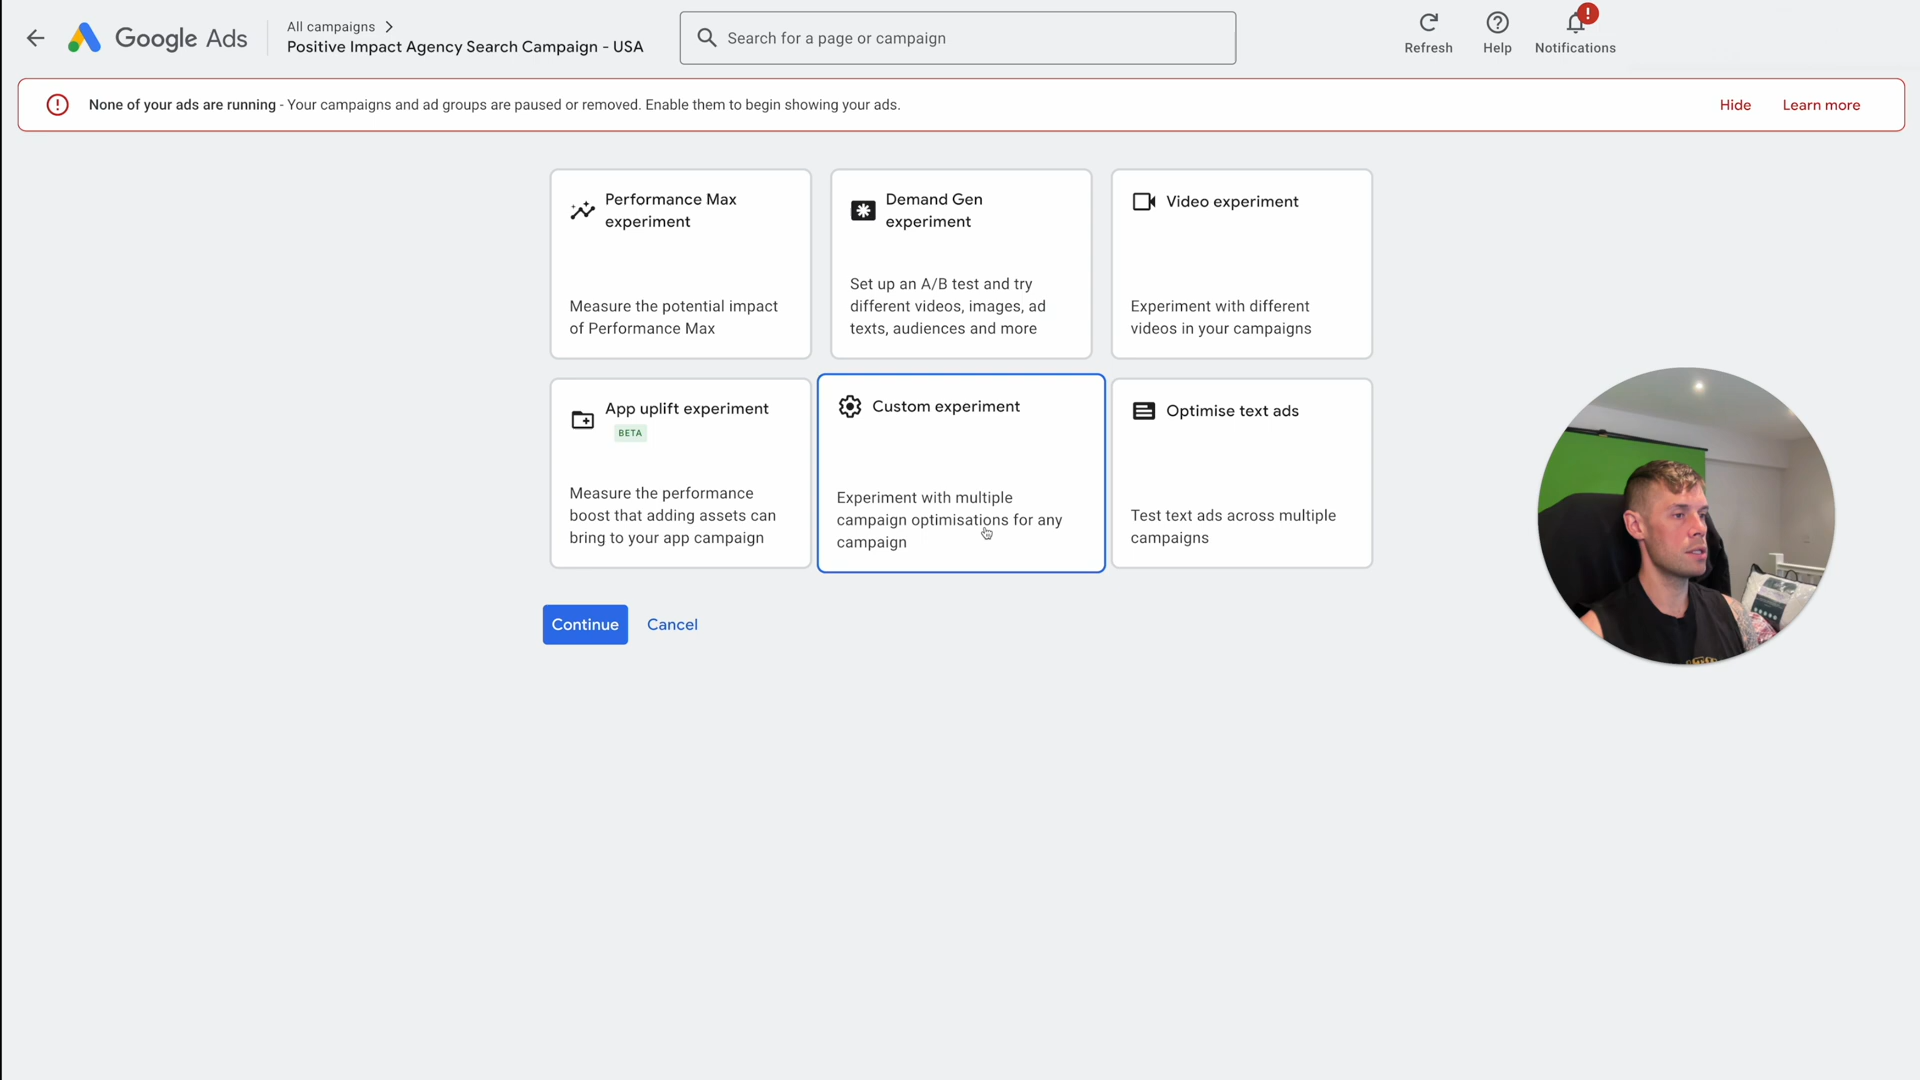 Google Ads
All campaigns
Positive Impact Agency Search Campaign - USA
Search for a page or campaign
Refresh
Help
!
Notifications
None of your ads are running - Your campaigns and ad groups are paused or removed. Enable them to begin showing your ads.
Hide
Learn more
Performance Max
experiment
Measure the potential impact
of Performance Max
Demand Gen
experiment
Set up an A/B test and try
different videos, images, ad
texts, audiences and more
Video experiment
Experiment with different
videos in your campaigns
App uplift experiment
BETA
Measure the performance
boost that adding assets can
bring to your app campaign
Custom experiment
Experiment with multiple
campaign optimisations for any
campaign
Optimise text ads
Test text ads across multiple
campaigns
Continue
Cancel